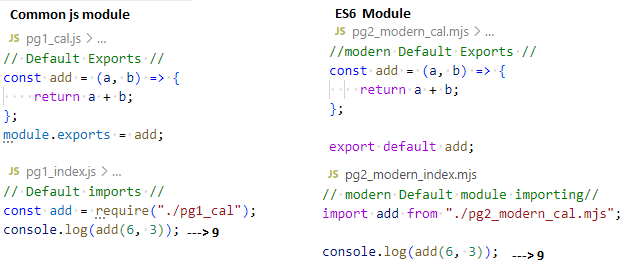 Common js module
JS pg1_cal.js > ...
// Default Exports //
const add = (a, b) => {
return a + b;
};
module.exports = add;
JS pg1_index.js > ...
// Default imports //
const add = require("./pg1_cal");
console.log(add(6, 3)); ---> 9
ES6 Module
JS pg2_modern_cal.mjs > ...
//modern Default Exports //
const add = (a, b) => {
return a + b;
};
export default add;
JS pg2_modern_index.mjs
// modern Default module importing//
import add from "./pg2_modern_cal.mjs";
console.log(add(6, 3)); ---> 9